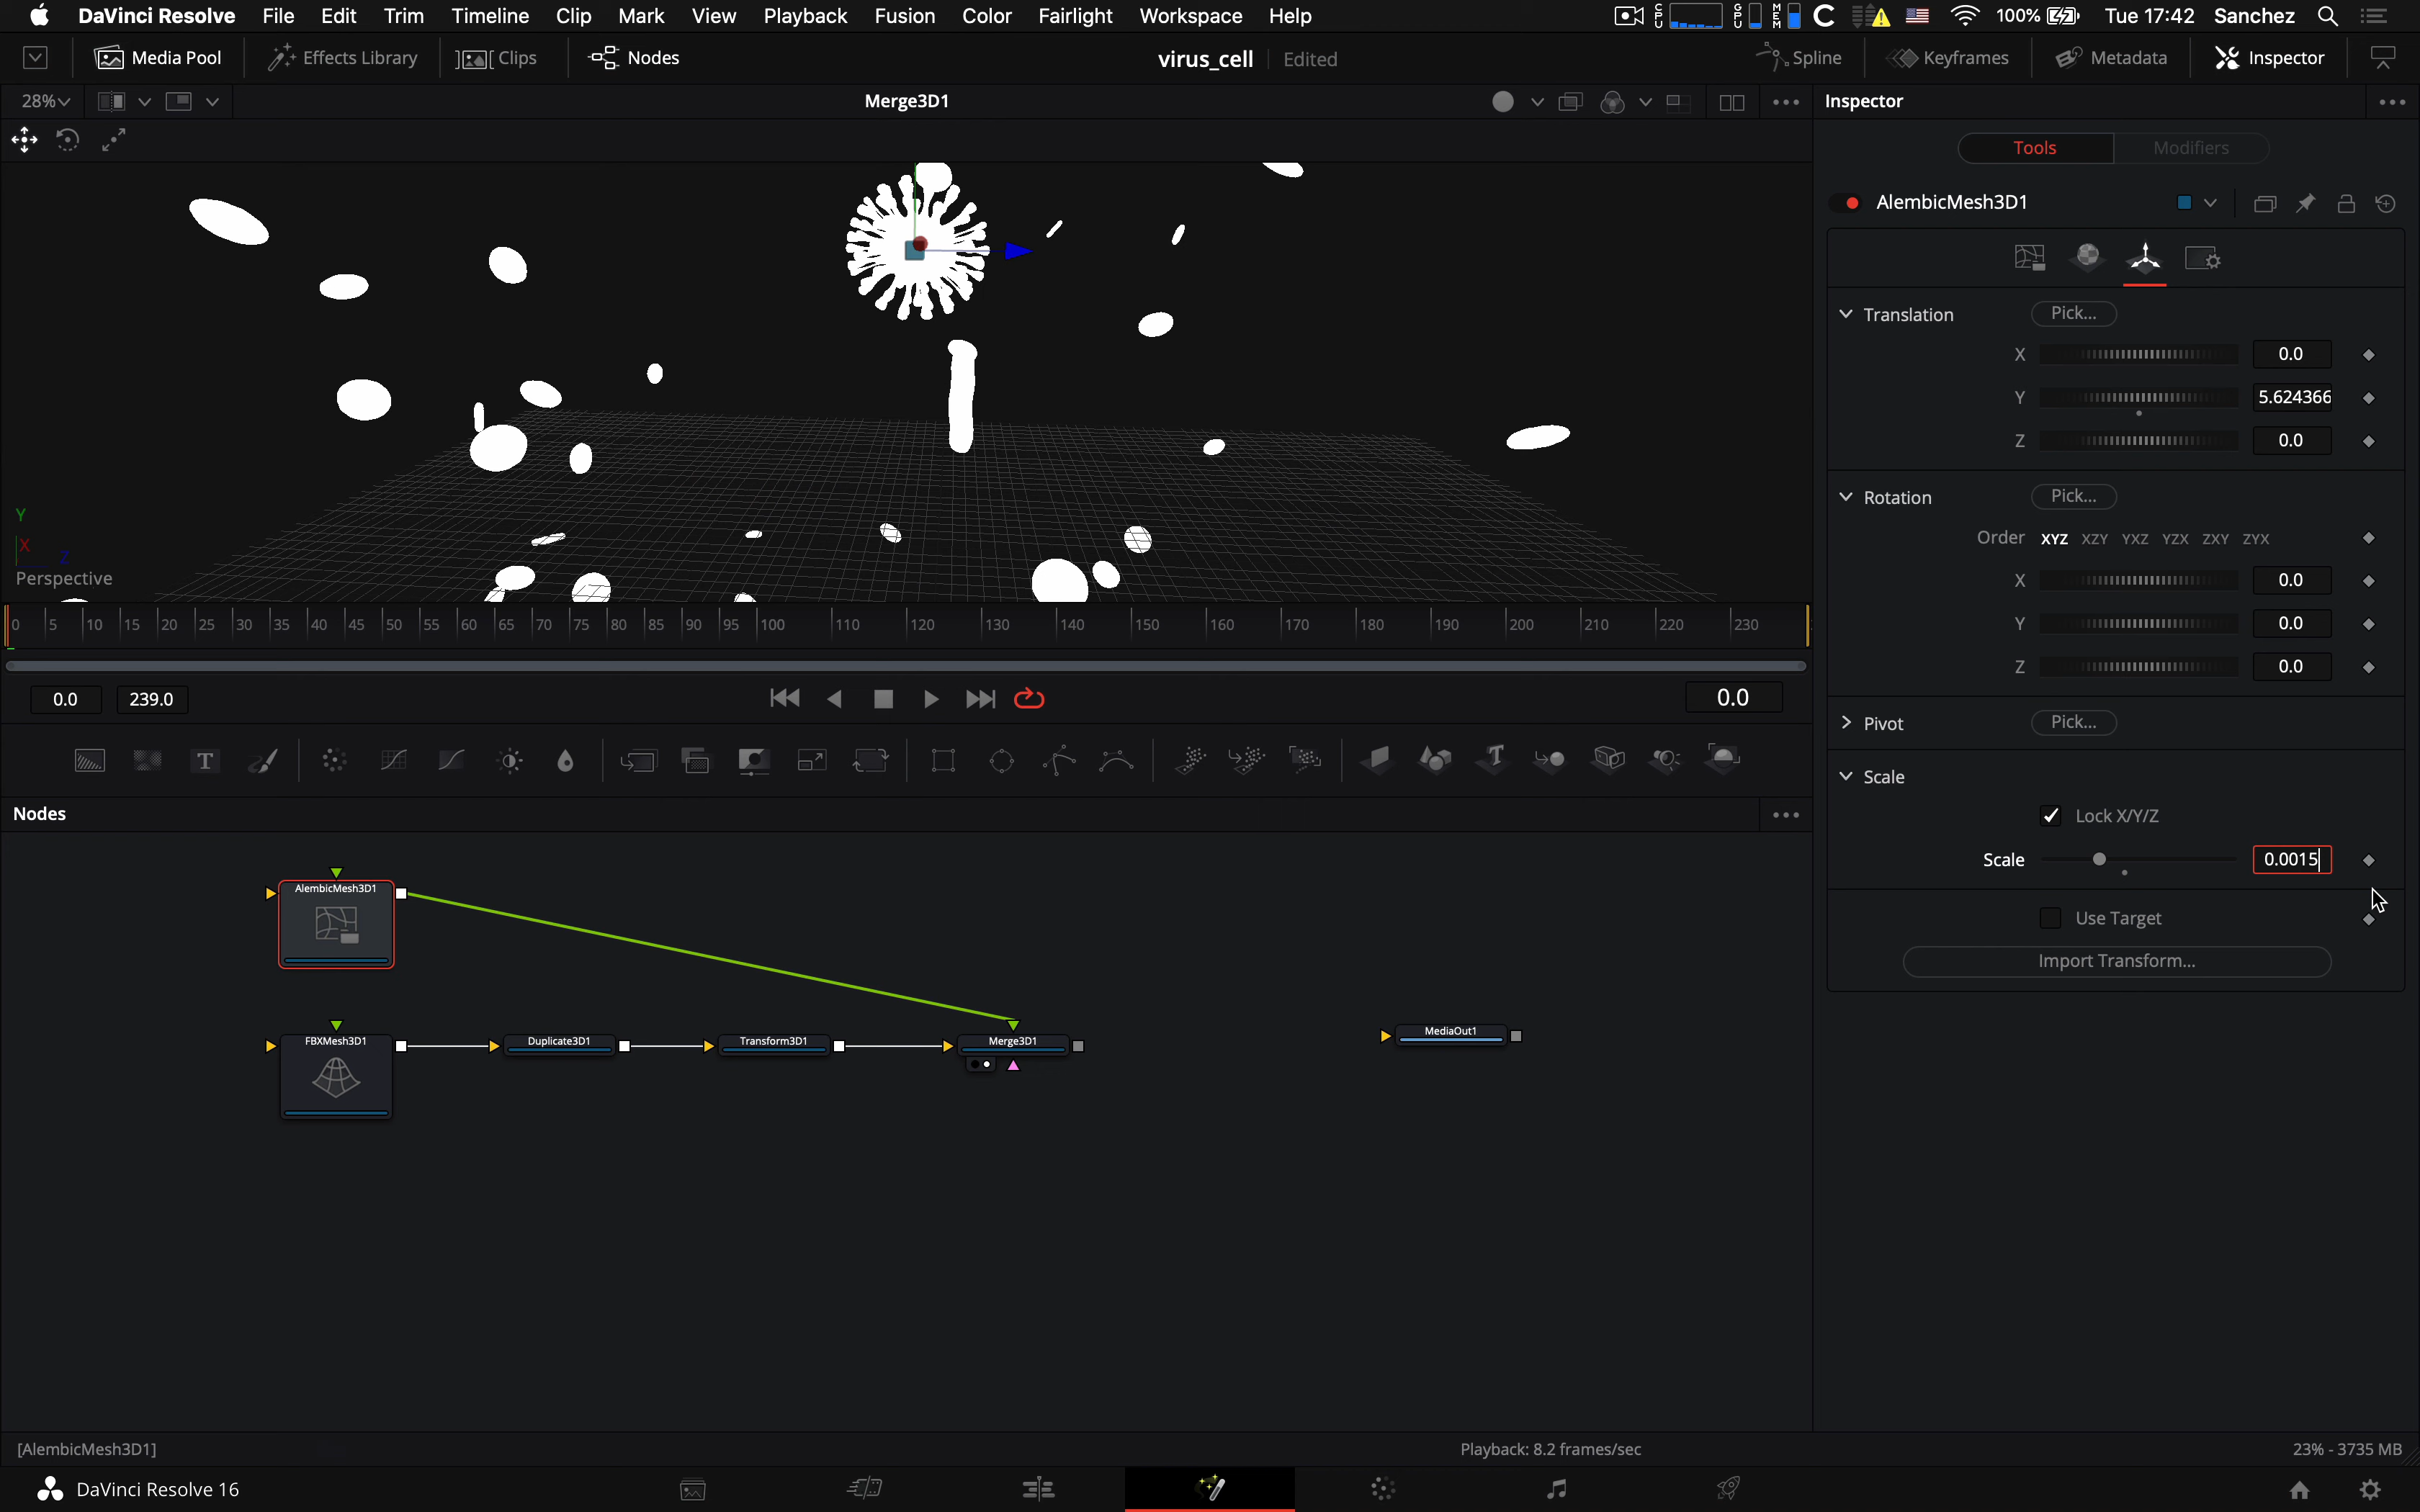 DaVinci Resolve File Edit Trim Timeline Clip Mark View Playback Fusion Color Fairlight Workspace Help CPU GPU MEM 100% Tue 17:42 Sanchez
Media Pool Effects Library Clips Nodes virus_cell Edited Spline Keyframes Metadata Inspector
28% Merge3D1 Inspector
Tools Modifiers
AlembicMesh3D1
Translation Pick...
X 0.0
Y 5.624366
Z 0.0
Rotation Pick...
Order XYZ XZY YXZ YZX ZXY ZYX
X 0.0
Y 0.0
Z 0.0
Pivot Pick...
Scale
Lock X/Y/Z
Scale 0.0015
Use Target
Import Transform...
Y
X Z
Perspective
0 5 10 15 20 25 30 35 40 45 50 55 60 65 70 75 80 85 90 95 100 110 120 130 140 150 160 170 180 190 200 210 220 230
0.0 239.0 0.0
T T
Nodes
AlembicMesh3D1
FBXMesh3D1 Duplicate3D1 Transform3D1 Merge3D1 MediaOut1
[AlembicMesh3D1] Playback: 8.2 frames/sec 23% - 3735 MB
DaVinci Resolve 16